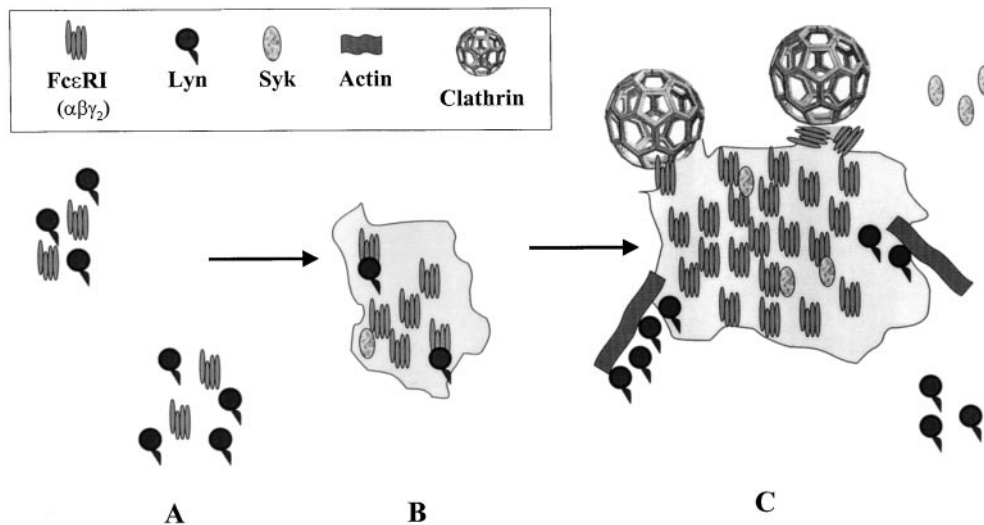 FcεRI
(αβγ₂)
Lyn
Syk
Actin
Clathrin
A
B
C